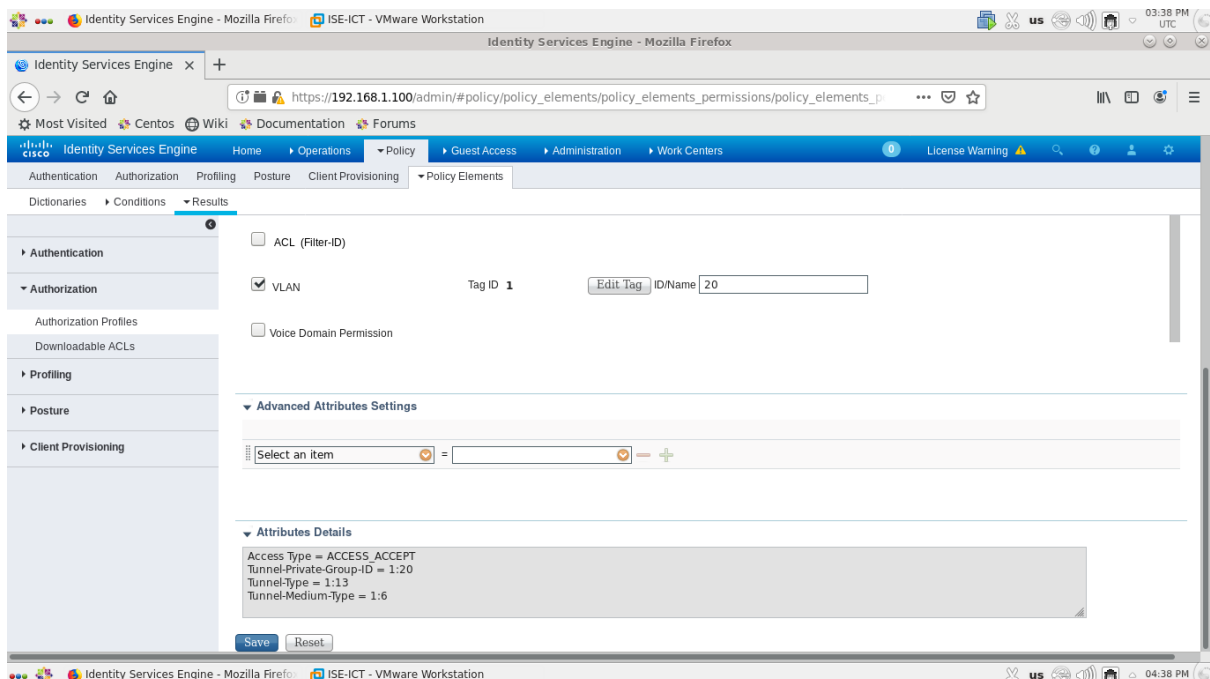 Identity Services Engine - Mozilla Firefo
ISE-ICT - VMware Workstation
us
03:38 PM
UTC
Identity Services Engine - Mozilla Firefox
Identity Services Engine
https://192.168.1.100/admin/#policy/policy_elements/policy_elements_permissions/policy_elements_p
Most Visited Centos Wiki Documentation Forums
cisco Identity Services Engine Home Operations Policy Guest Access Administration Work Centers 0 License Warning
Authentication Authorization Profiling Posture Client Provisioning Policy Elements
Dictionaries Conditions Results
Authentication
Authorization
Authorization Profiles
Downloadable ACLs
Profiling
Posture
Client Provisioning
ACL (Filter-ID)
VLAN Tag ID 1 Edit Tag ID/Name 20
Voice Domain Permission
Advanced Attributes Settings
Select an item =
Attributes Details
Access Type = ACCESS_ACCEPT
Tunnel-Private-Group-ID = 1:20
Tunnel-Type = 1:13
Tunnel-Medium-Type = 1:6
Save Reset
Identity Services Engine - Mozilla Firefo
ISE-ICT - VMware Workstation
us
04:38 PM